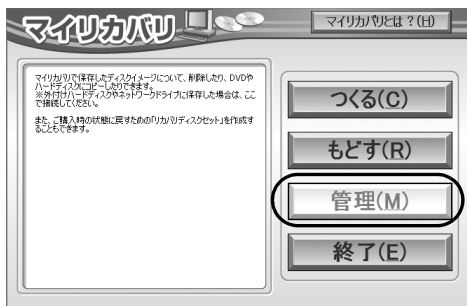 マイリカバリ
マイリカバリとは？(H)
マイリカバリで保存したディスクイメージについて、削除したり、DVDや
ハードディスクにコピーしたりできます。
※外付けハードディスクやネットワークドライブに保存した場合は、ここ
で接続してください。
また、ご購入時の状態に戻すための「リカバリディスクセット」を作成す
ることもできます。
つくる(C)
もどす(R)
管理(M)
終了(E)